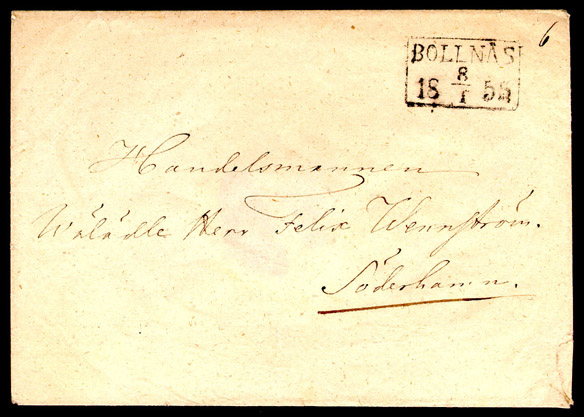 6
BOLLNÄS
18 8/1 58
Handelsmannen
Wälädle Herr Felix Wennström.
Söderhamn.